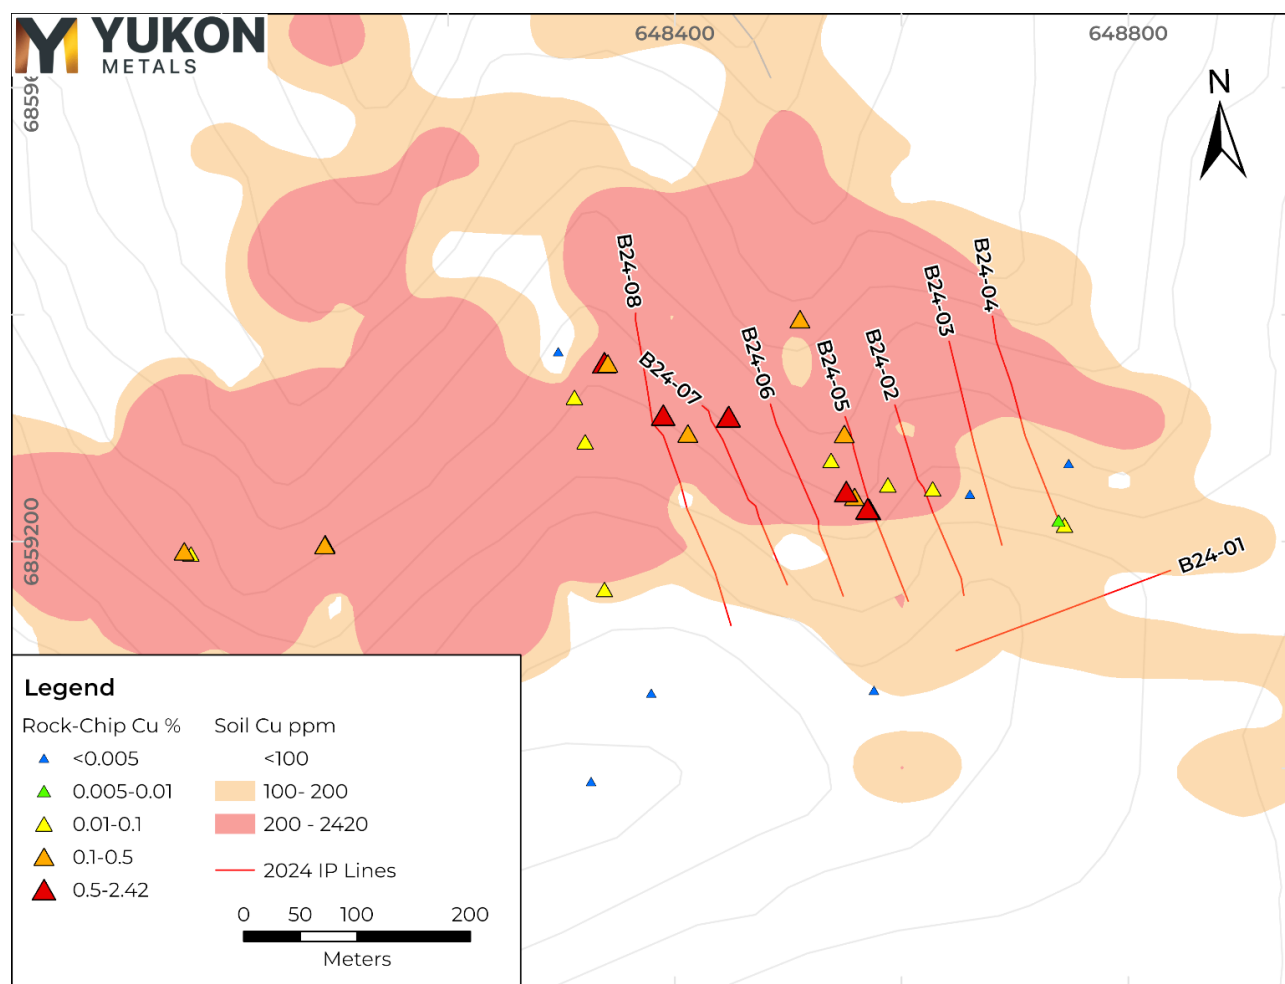 YUKON
METALS
648400
648800
N
6859200
B24-08
B24-07
B24-06
B24-05
B24-02
B24-03
B24-04
B24-01
Legend
Rock-Chip Cu %
<0.005
0.005-0.01
0.01-0.1
0.1-0.5
0.5-2.42
Soil Cu ppm
<100
100- 200
200 - 2420
2024 IP Lines
0 50 100 200
Meters